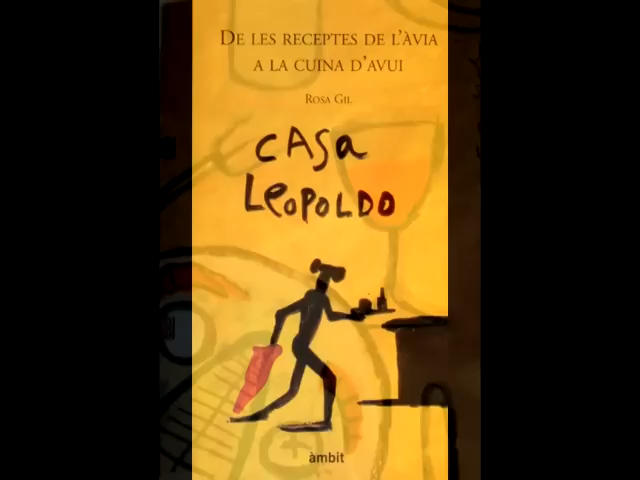 DE LES RECEPTES DE L'ÀVIA
A LA CUINA D'AVUI
ROSA GIL
CASa
LeoPOLDO
àmbit